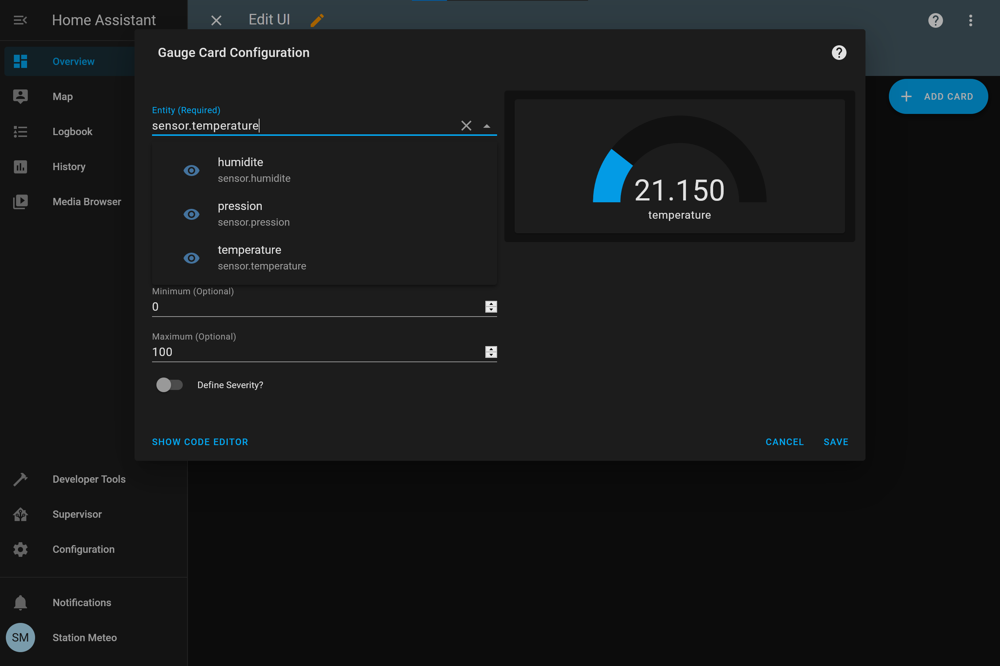 Home Assistant
Edit UI
Overview
Map
Logbook
History
Media Browser
Developer Tools
Supervisor
Configuration
Notifications
SM
Station Meteo
ADD CARD
Gauge Card Configuration
Entity (Required)
sensor.temperature
humidite
sensor.humidite
pression
sensor.pression
temperature
sensor.temperature
Minimum (Optional)
0
Maximum (Optional)
100
Define Severity?
21.150
temperature
SHOW CODE EDITOR
CANCEL
SAVE